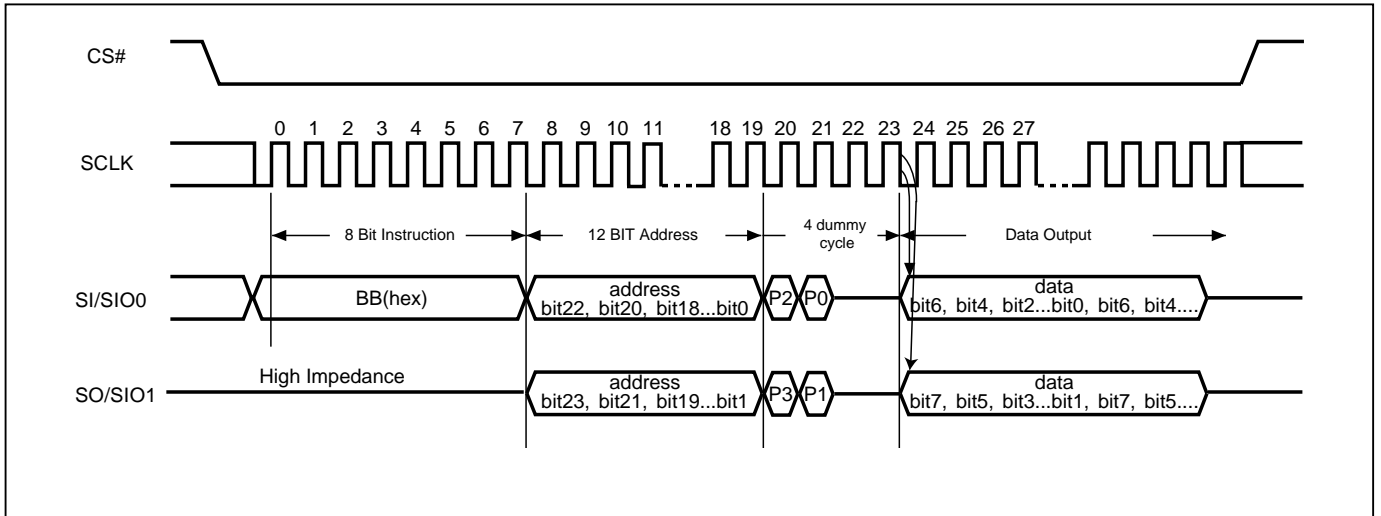 CS#
0 1 2 3 4 5 6 7 8 9 10 11 18 19 20 21 22 23 24 25 26 27
SCLK
8 Bit Instruction
12 BIT Address
4 dummy
cycle
Data Output
SI/SIO0
BB(hex)
address
bit22, bit20, bit18...bit0
P2
P0
data
bit6, bit4, bit2...bit0, bit6, bit4....
High Impedance
SO/SIO1
address
bit23, bit21, bit19...bit1
P3
P1
data
bit7, bit5, bit3...bit1, bit7, bit5....